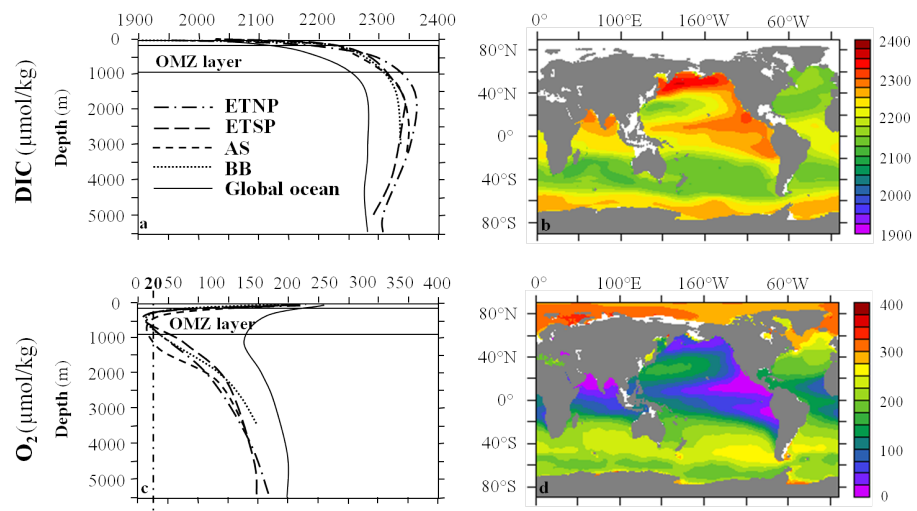 1900 2000 2100 2200 2300 2400
0
1000
2000
3000
4000
5000
DIC (µmol/kg)
Depth (m)
OMZ layer
ETNP
ETSP
AS
BB
Global ocean
a
0° 100°E 160°W 60°W
80°N
40°N
0°
40°S
80°S
b
2400
2300
2200
2100
2000
1900
0 20 50 100 150 200 250 300 350 400
0
1000
2000
3000
4000
5000
O2 (µmol/kg)
Depth (m)
OMZ layer
c
0° 100°E 160°W 60°W
80°N
40°N
0°
40°S
80°S
d
400
300
200
100
0